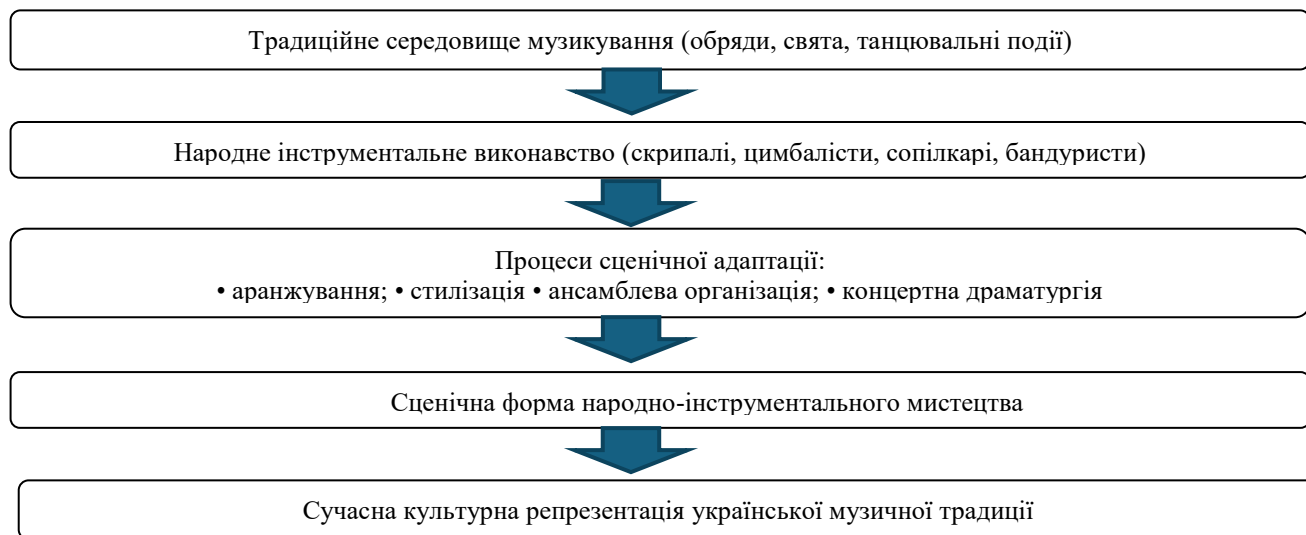 Традиційне середовище музикування (обряди, свята, танцювальні події)
Народне інструментальне виконавство (скрипалі, цимбалісти, сопілкарі, бандуристи)
Процеси сценічної адаптації:
• аранжування; • стилізація • ансамблева організація; • концертна драматургія
Сценічна форма народно-інструментального мистецтва
Сучасна культурна репрезентація української музичної традиції